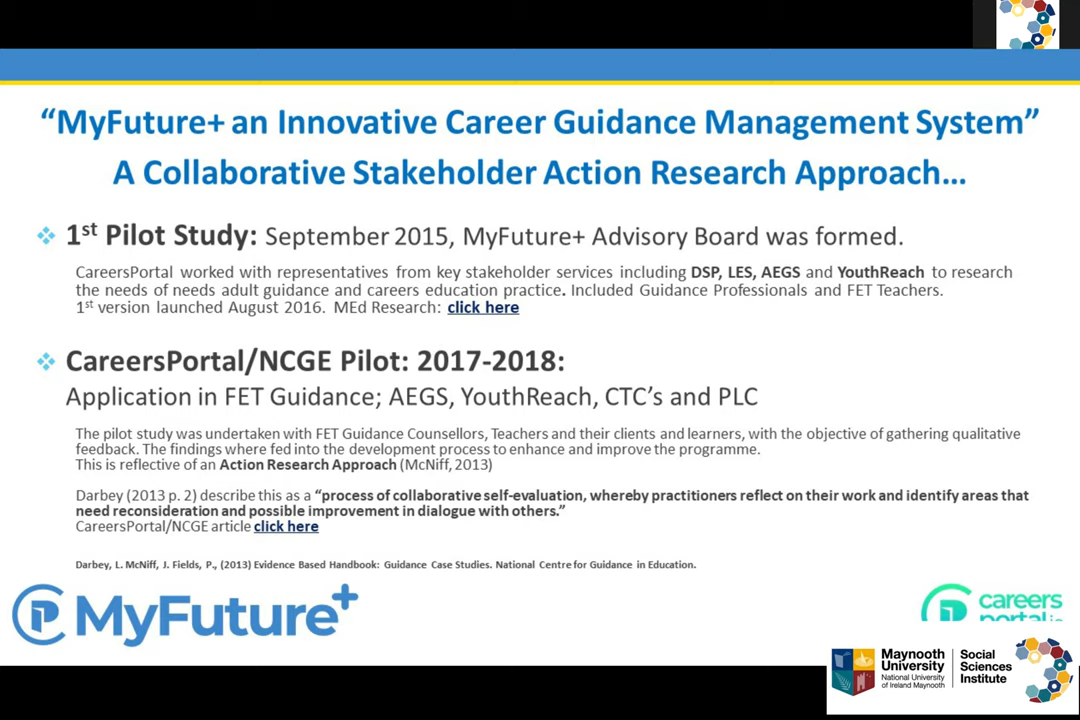 “MyFuture+ an Innovative Career Guidance Management System”
A Collaborative Stakeholder Action Research Approach...
❖ 1st Pilot Study: September 2015, MyFuture+ Advisory Board was formed.
CareersPortal worked with representatives from key stakeholder services including DSP, LES, AEGS and YouthReach to research
the needs of needs adult guidance and careers education practice. Included Guidance Professionals and FET Teachers.
1st version launched August 2016. MEd Research: click here
❖ CareersPortal/NCGE Pilot: 2017-2018:
Application in FET Guidance; AEGS, YouthReach, CTC’s and PLC
The pilot study was undertaken with FET Guidance Counsellors, Teachers and their clients and learners, with the objective of gathering qualitative
feedback. The findings where fed into the development process to enhance and improve the programme.
This is reflective of an Action Research Approach (McNiff, 2013)
Darbey (2013 p. 2) describe this as a “process of collaborative self-evaluation, whereby practitioners reflect on their work and identify areas that
need reconsideration and possible improvement in dialogue with others.”
CareersPortal/NCGE article click here
Darbey, L. McNiff, J. Fields, P., (2013) Evidence Based Handbook: Guidance Case Studies. National Centre for Guidance in Education.
MyFuture+
careers
portal.ie
Maynooth
University
National University
of Ireland Maynooth
Social
Sciences
Institute